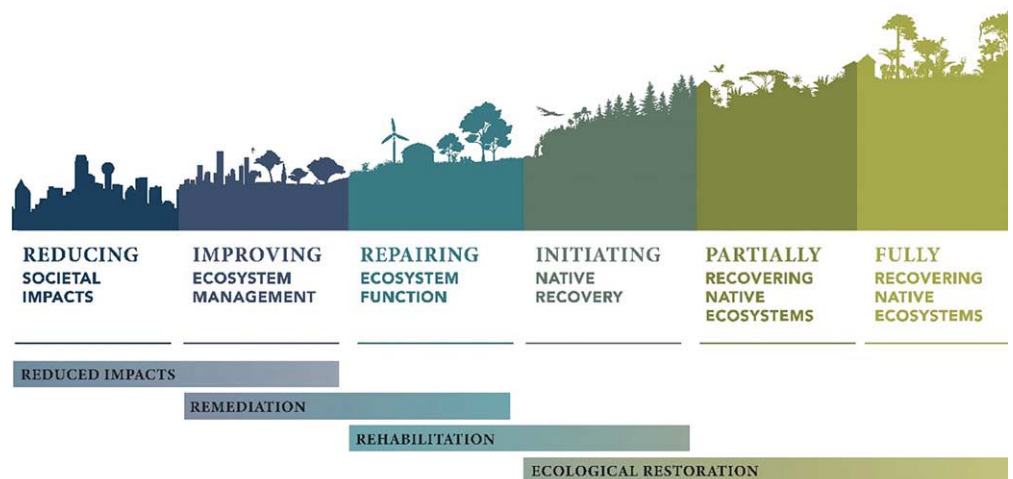 REDUCING
SOCIETAL
IMPACTS
IMPROVING
ECOSYSTEM
MANAGEMENT
REPAIRING
ECOSYSTEM
FUNCTION
INITIATING
NATIVE
RECOVERY
PARTIALLY
RECOVERING
NATIVE
ECOSYSTEMS
FULLY
RECOVERING
NATIVE
ECOSYSTEMS
REDUCED IMPACTS
REMEDIATION
REHABILITATION
ECOLOGICAL RESTORATION